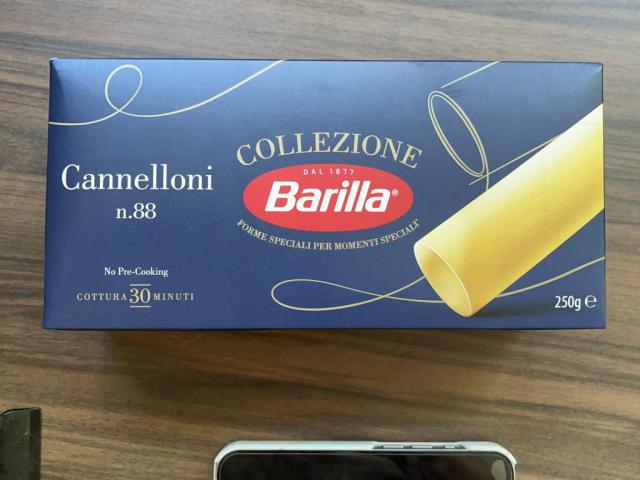 COLLEZIONE
DAL 1877
Barilla®
FORME SPECIALI PER MOMENTI SPECIALI
Cannelloni
n.88
No Pre-Cooking
COTTURA 30 MINUTI
250g ℮